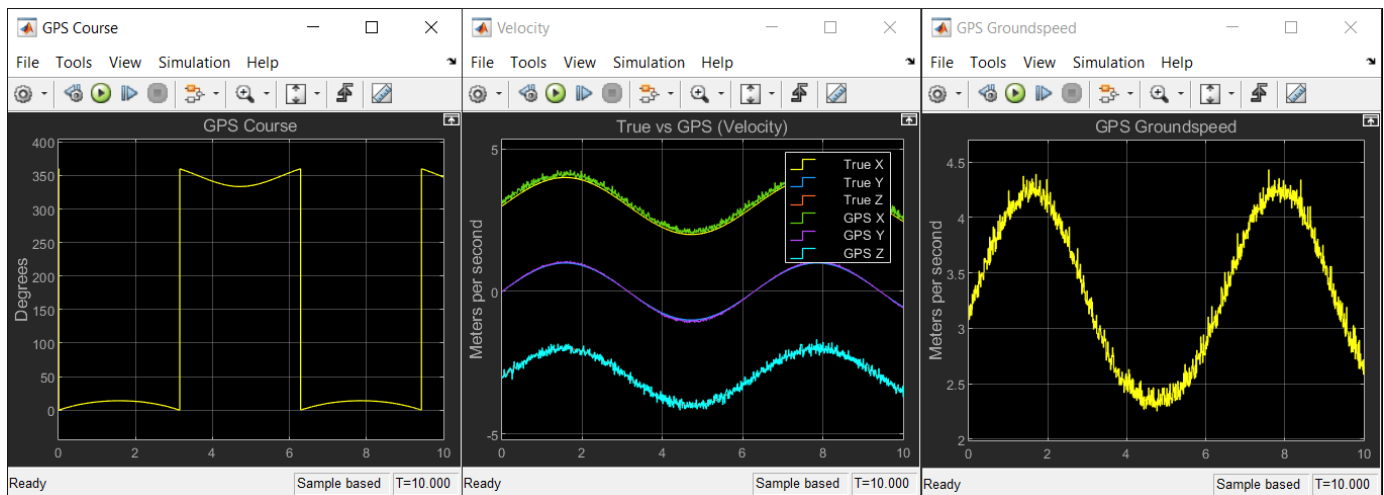 GPS Course
File Tools View Simulation Help
GPS Course
Degrees
400
350
300
250
200
150
100
50
0
0 2 4 6 8 10
Ready Sample based T=10.000
Velocity
File Tools View Simulation Help
True vs GPS (Velocity)
Meters per second
5
0
-5
True X
True Y
True Z
GPS X
GPS Y
GPS Z
0 2 4 6 8 10
Ready Sample based T=10.000
GPS Groundspeed
File Tools View Simulation Help
GPS Groundspeed
Meters per second
4.5
4
3.5
3
2.5
2
0 2 4 6 8 10
Ready Sample based T=10.000